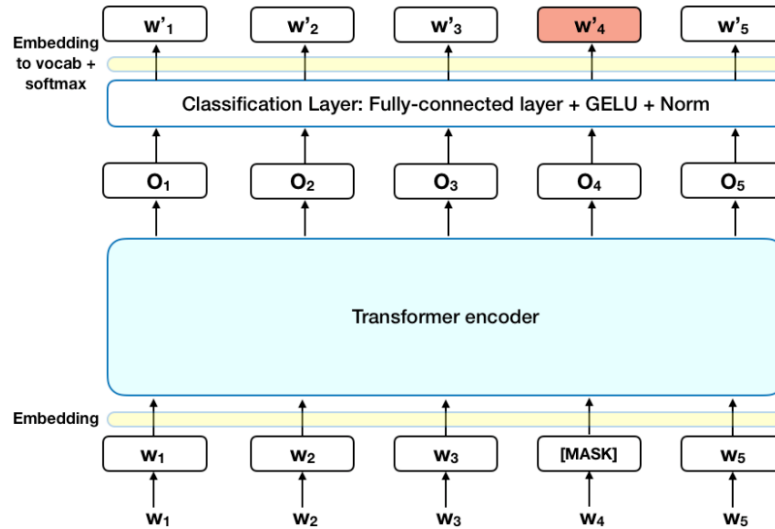 w'₁ w'₂ w'₃ w'₄ w'₅
Embedding
to vocab +
softmax
Classification Layer: Fully-connected layer + GELU + Norm
O₁ O₂ O₃ O₄ O₅
Transformer encoder
Embedding
W₁ W₂ W₃ [MASK] W₅
W₁ W₂ W₃ W₄ W₅